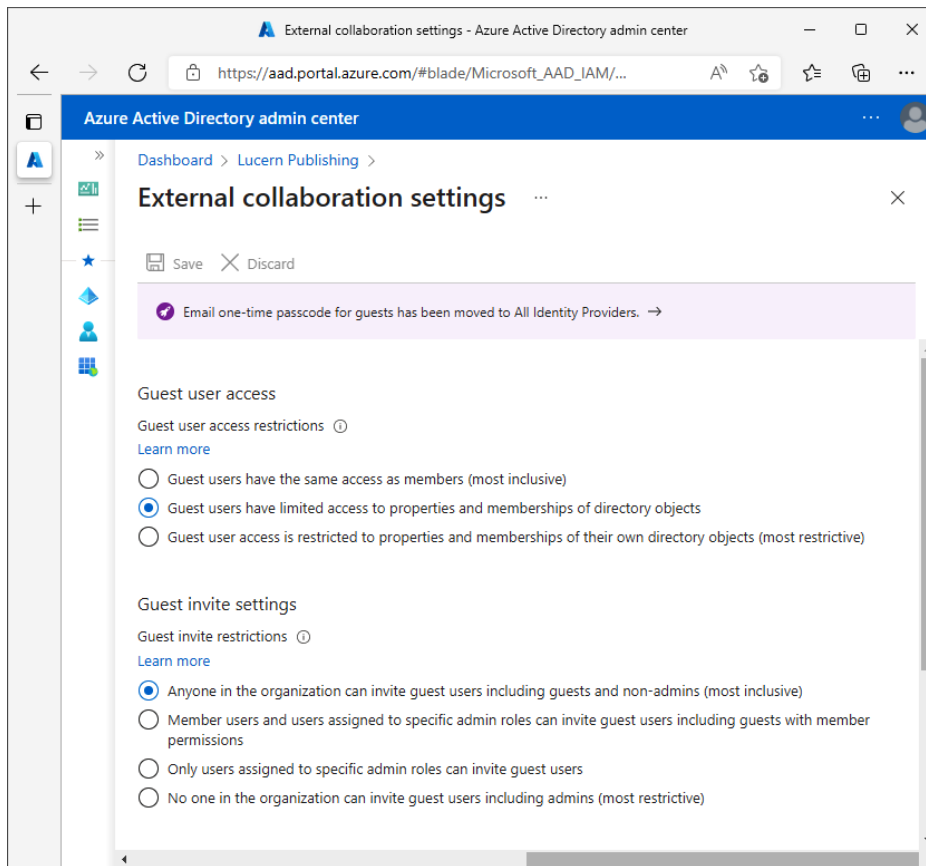 External collaboration settings - Azure Active Directory admin center
https://aad.portal.azure.com/#blade/Microsoft_AAD_IAM/...
Azure Active Directory admin center
Dashboard > Lucern Publishing >
External collaboration settings
Save Discard
Email one-time passcode for guests has been moved to All Identity Providers. →
Guest user access
Guest user access restrictions
Learn more
Guest users have the same access as members (most inclusive)
Guest users have limited access to properties and memberships of directory objects
Guest user access is restricted to properties and memberships of their own directory objects (most restrictive)
Guest invite settings
Guest invite restrictions
Learn more
Anyone in the organization can invite guest users including guests and non-admins (most inclusive)
Member users and users assigned to specific admin roles can invite guest users including guests with member
permissions
Only users assigned to specific admin roles can invite guest users
No one in the organization can invite guest users including admins (most restrictive)